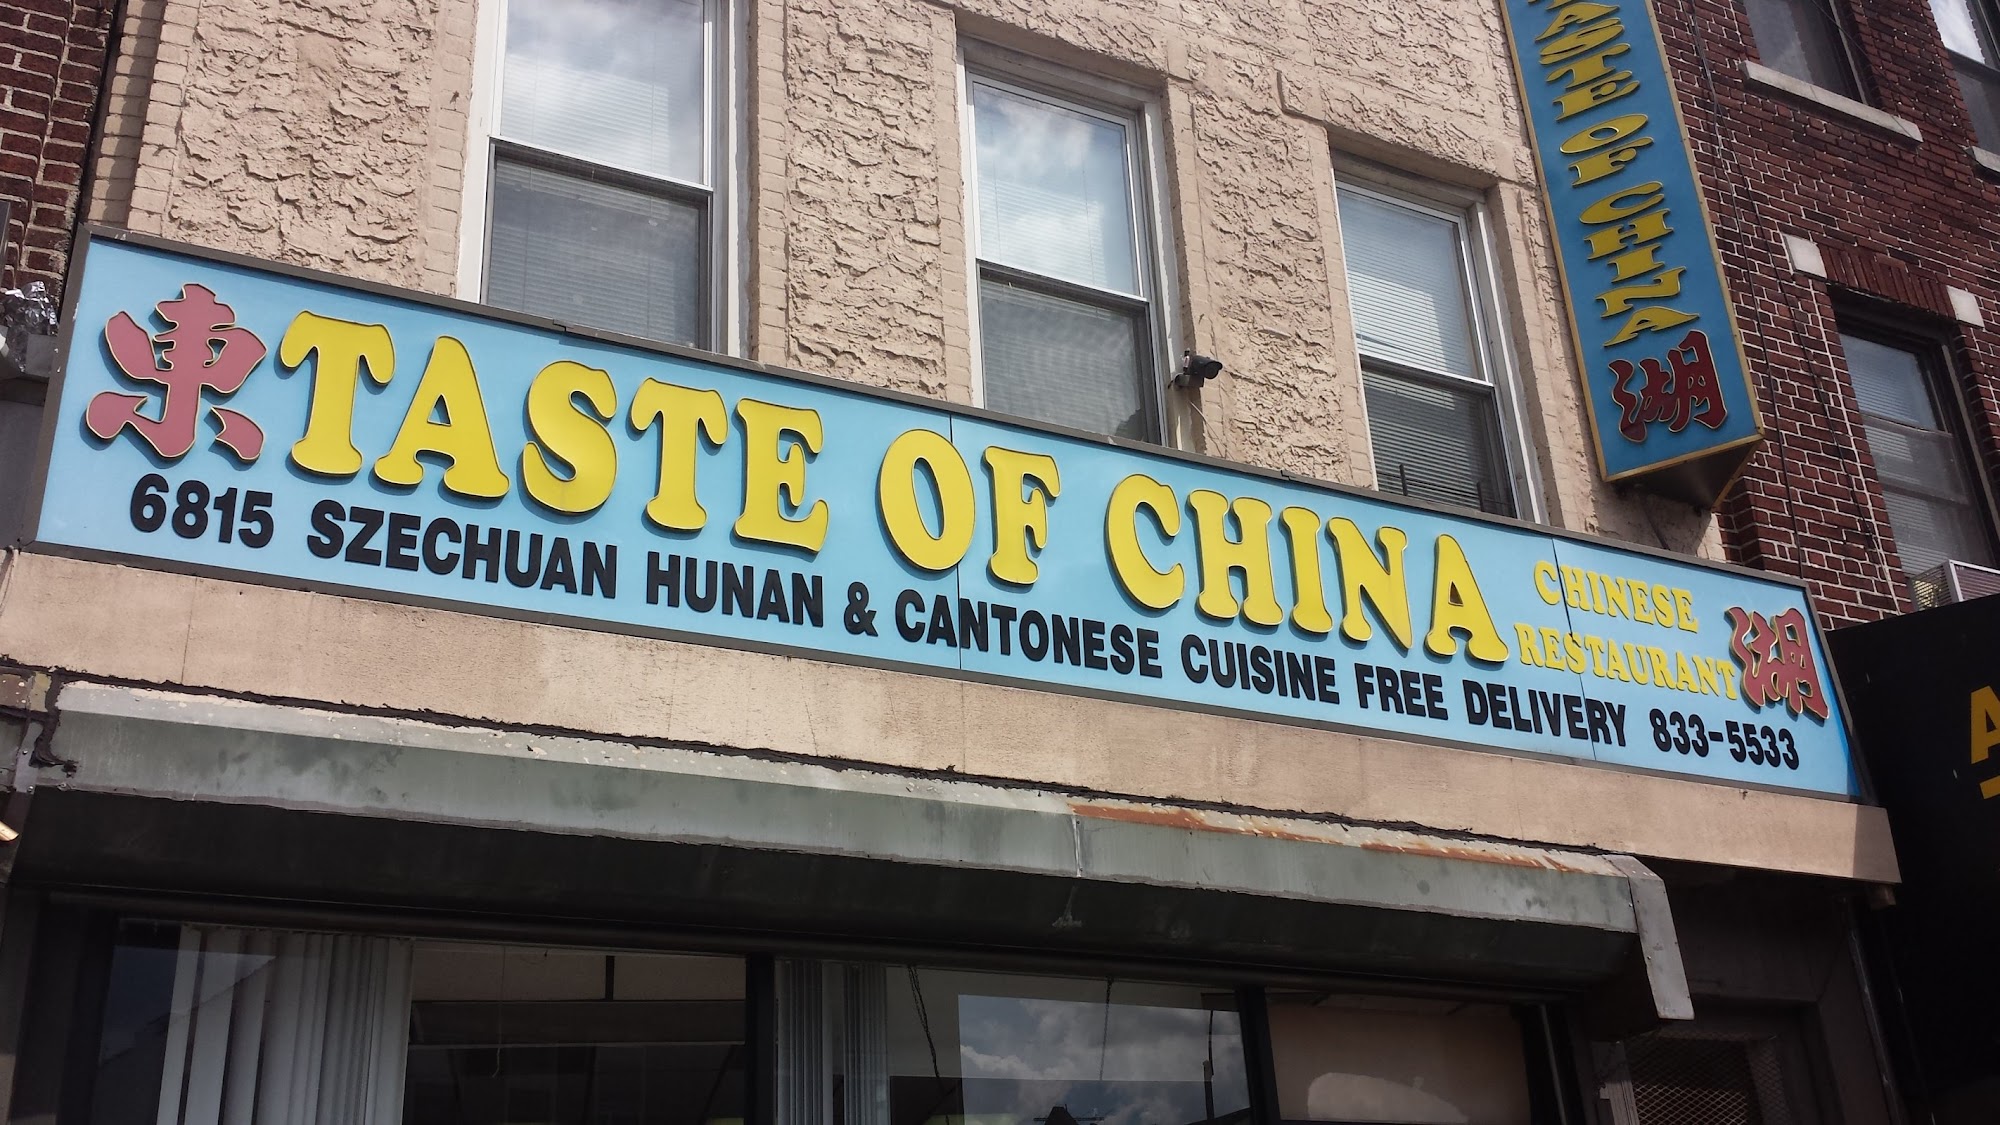 東 TASTE OF CHINA CHINESE RESTAURANT 湖
6815 SZECHUAN HUNAN & CANTONESE CUISINE FREE DELIVERY 833-5533
TASTE OF CHINA 湖